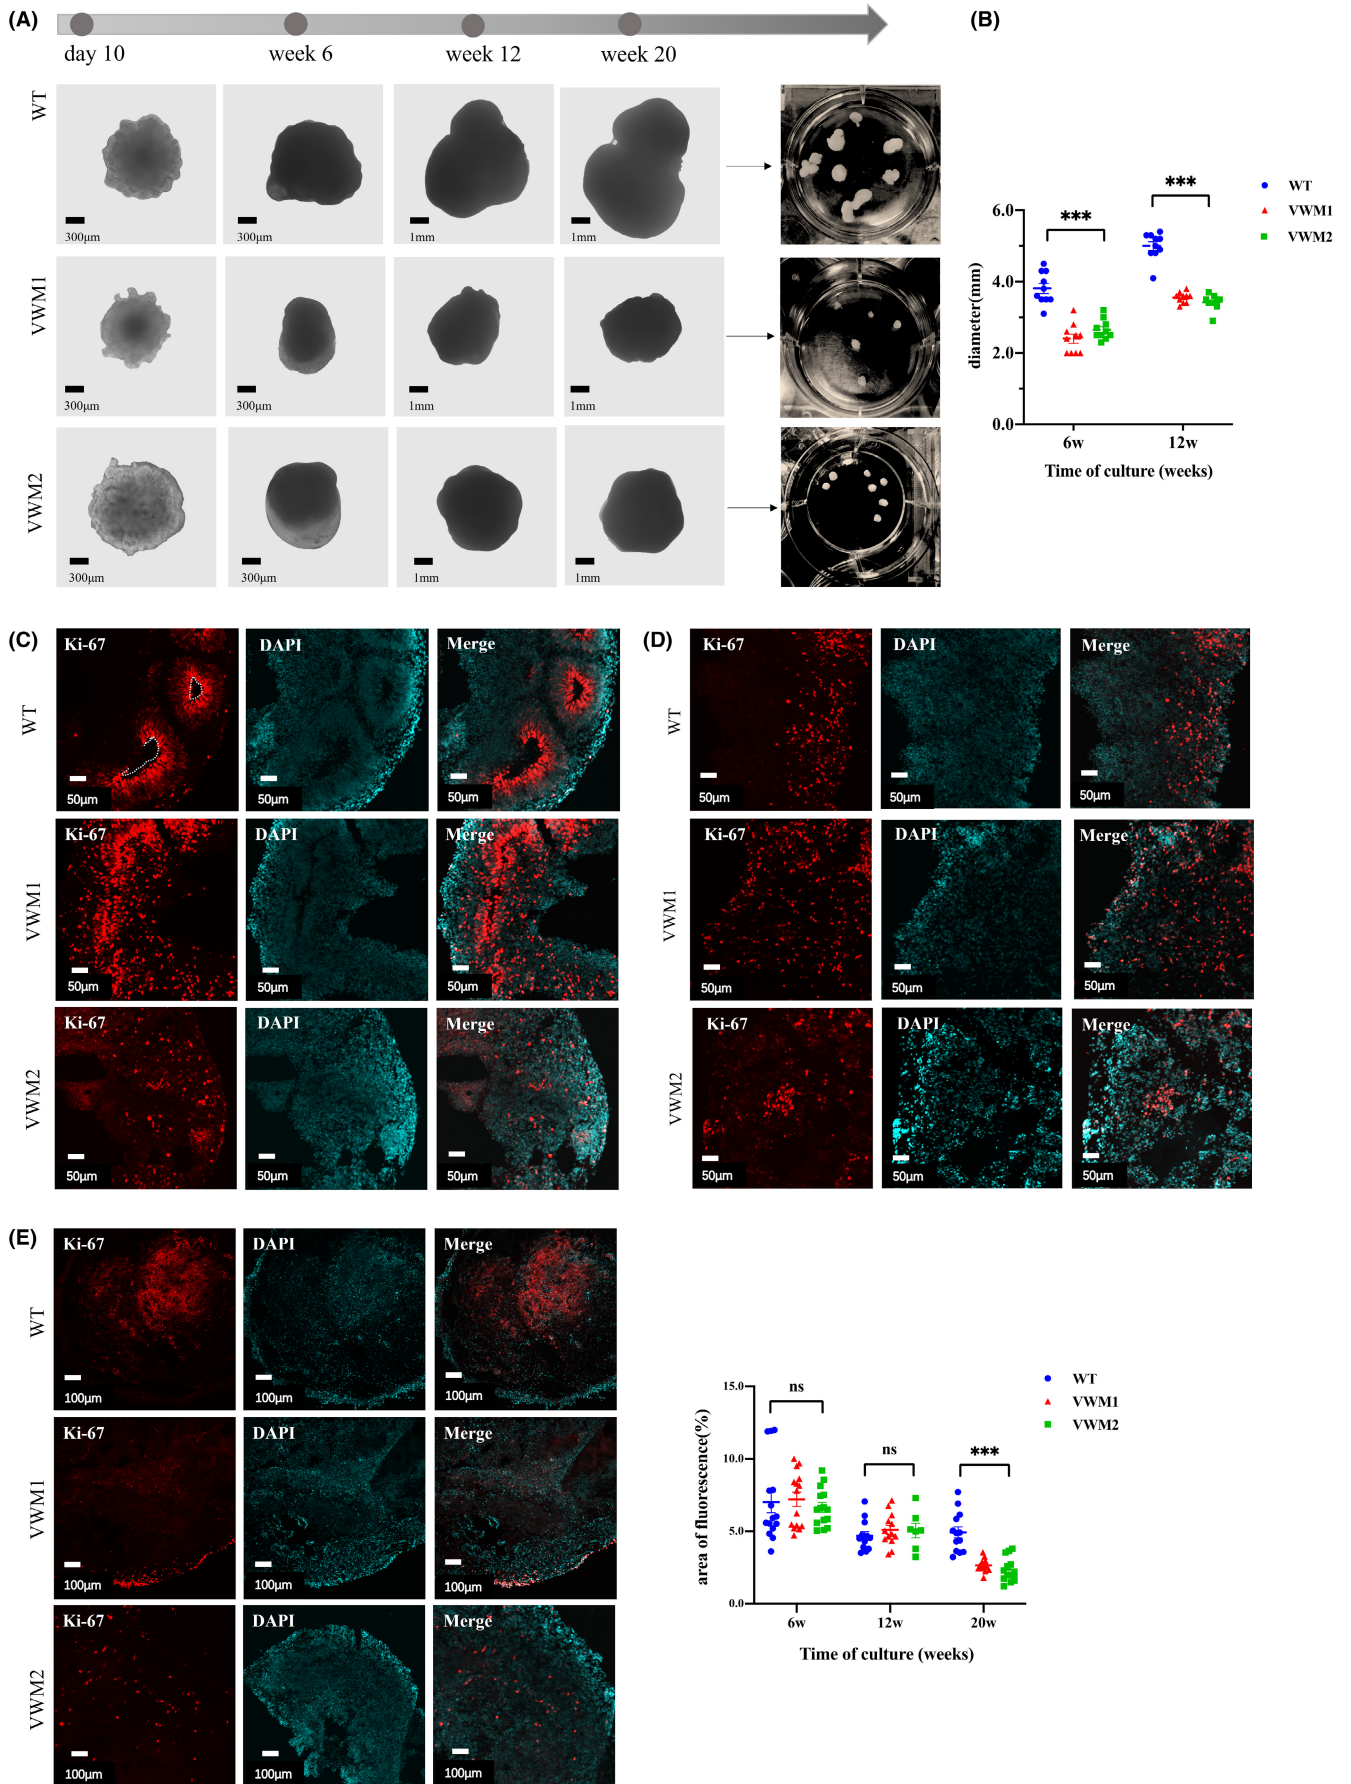 (A)
day 10
week 6
week 12
week 20
WT
300μm
300μm
1mm
1mm
VWM1
300μm
300μm
1mm
1mm
VWM2
300μm
300μm
1mm
1mm
(B)
***
***
WT
VWM1
VWM2
6.0
4.0
2.0
0.0
diameter(mm)
6w
12w
Time of culture (weeks)
(C)
Ki-67
DAPI
Merge
WT
50μm
50μm
50μm
Ki-67
DAPI
Merge
VWM1
50μm
50μm
50μm
Ki-67
DAPI
Merge
VWM2
50μm
50μm
50μm
(D)
Ki-67
DAPI
Merge
WT
50μm
50μm
50μm
Ki-67
DAPI
Merge
VWM1
50μm
50μm
50μm
Ki-67
DAPI
Merge
VWM2
50μm
50μm
50μm
(E)
Ki-67
DAPI
Merge
WT
100μm
100μm
100μm
Ki-67
DAPI
Merge
VWM1
100μm
100μm
100μm
Ki-67
DAPI
Merge
VWM2
100μm
100μm
100μm
WT
VWM1
VWM2
ns
ns
***
15.0
10.0
5.0
0.0
area of fluorescence(%)
6w
12w
20w
Time of culture (weeks)